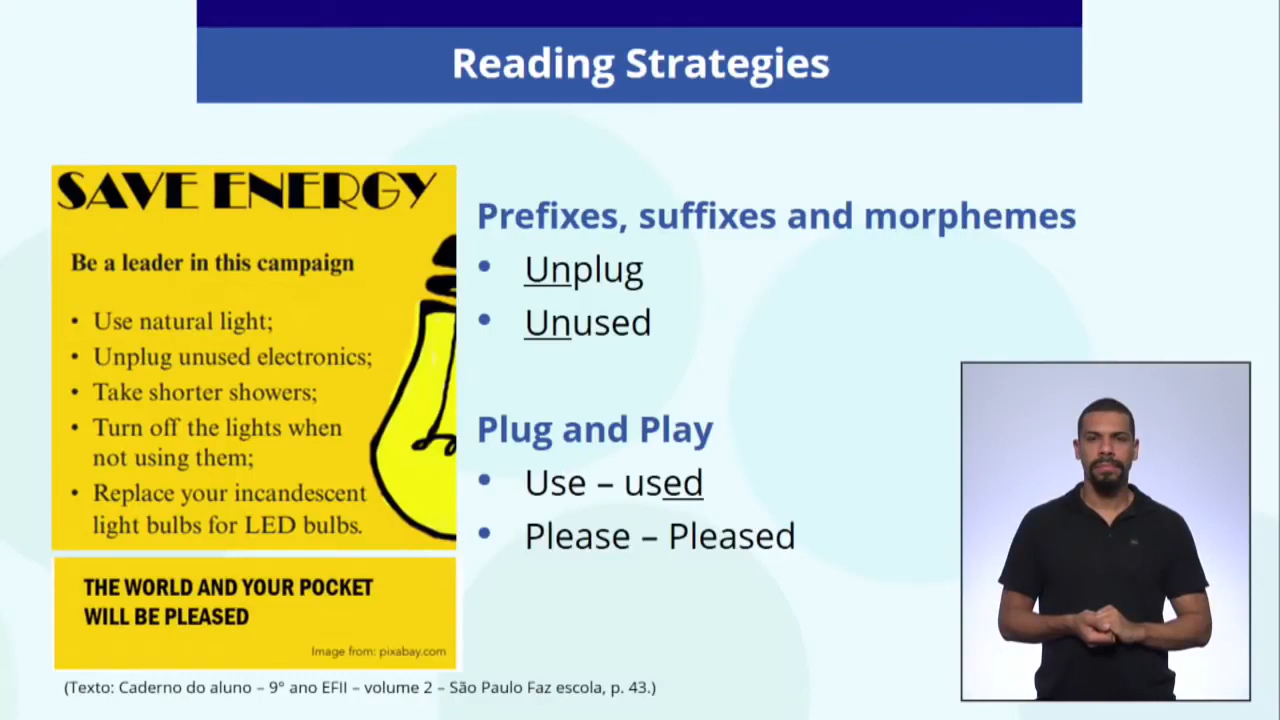 Reading Strategies
SAVE ENERGY
Be a leader in this campaign
• Use natural light;
• Unplug unused electronics;
• Take shorter showers;
• Turn off the lights when
not using them;
• Replace your incandescent
light bulbs for LED bulbs.
THE WORLD AND YOUR POCKET
WILL BE PLEASED
Image from: pixabay.com
(Texto: Caderno do aluno – 9° ano EFII – volume 2 – São Paulo Faz escola, p. 43.)
Prefixes, suffixes and morphemes
• Unplug
• Unused
Plug and Play
• Use – used
• Please – Pleased